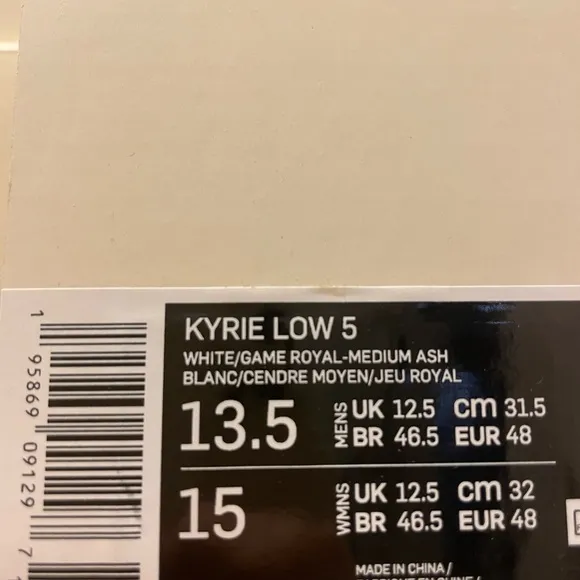 KYRIE LOW 5
WHITE/GAME ROYAL-MEDIUM ASH
BLANC/CENDRE MOYEN/JEU ROYAL
13.5 MENS UK 12.5 CM 31.5
BR 46.5 EUR 48
15 WMNS UK 12.5 CM 32
BR 46.5 EUR 48
MADE IN CHINA /
1 95869 09129 7